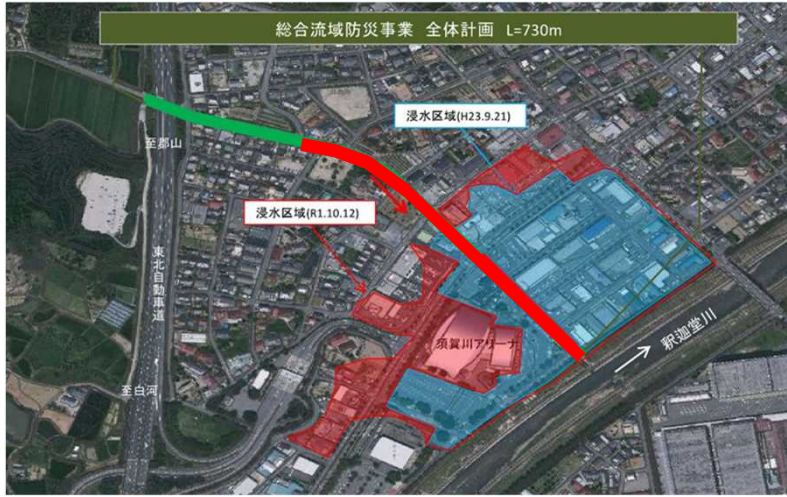 総合流域防災事業 全体計画 L=730m
浸水区域(H23.9.21)
至郡山
浸水区域(R1.10.12)
東北自動車道
須賀川アリーナ
釈迦堂川
至白河